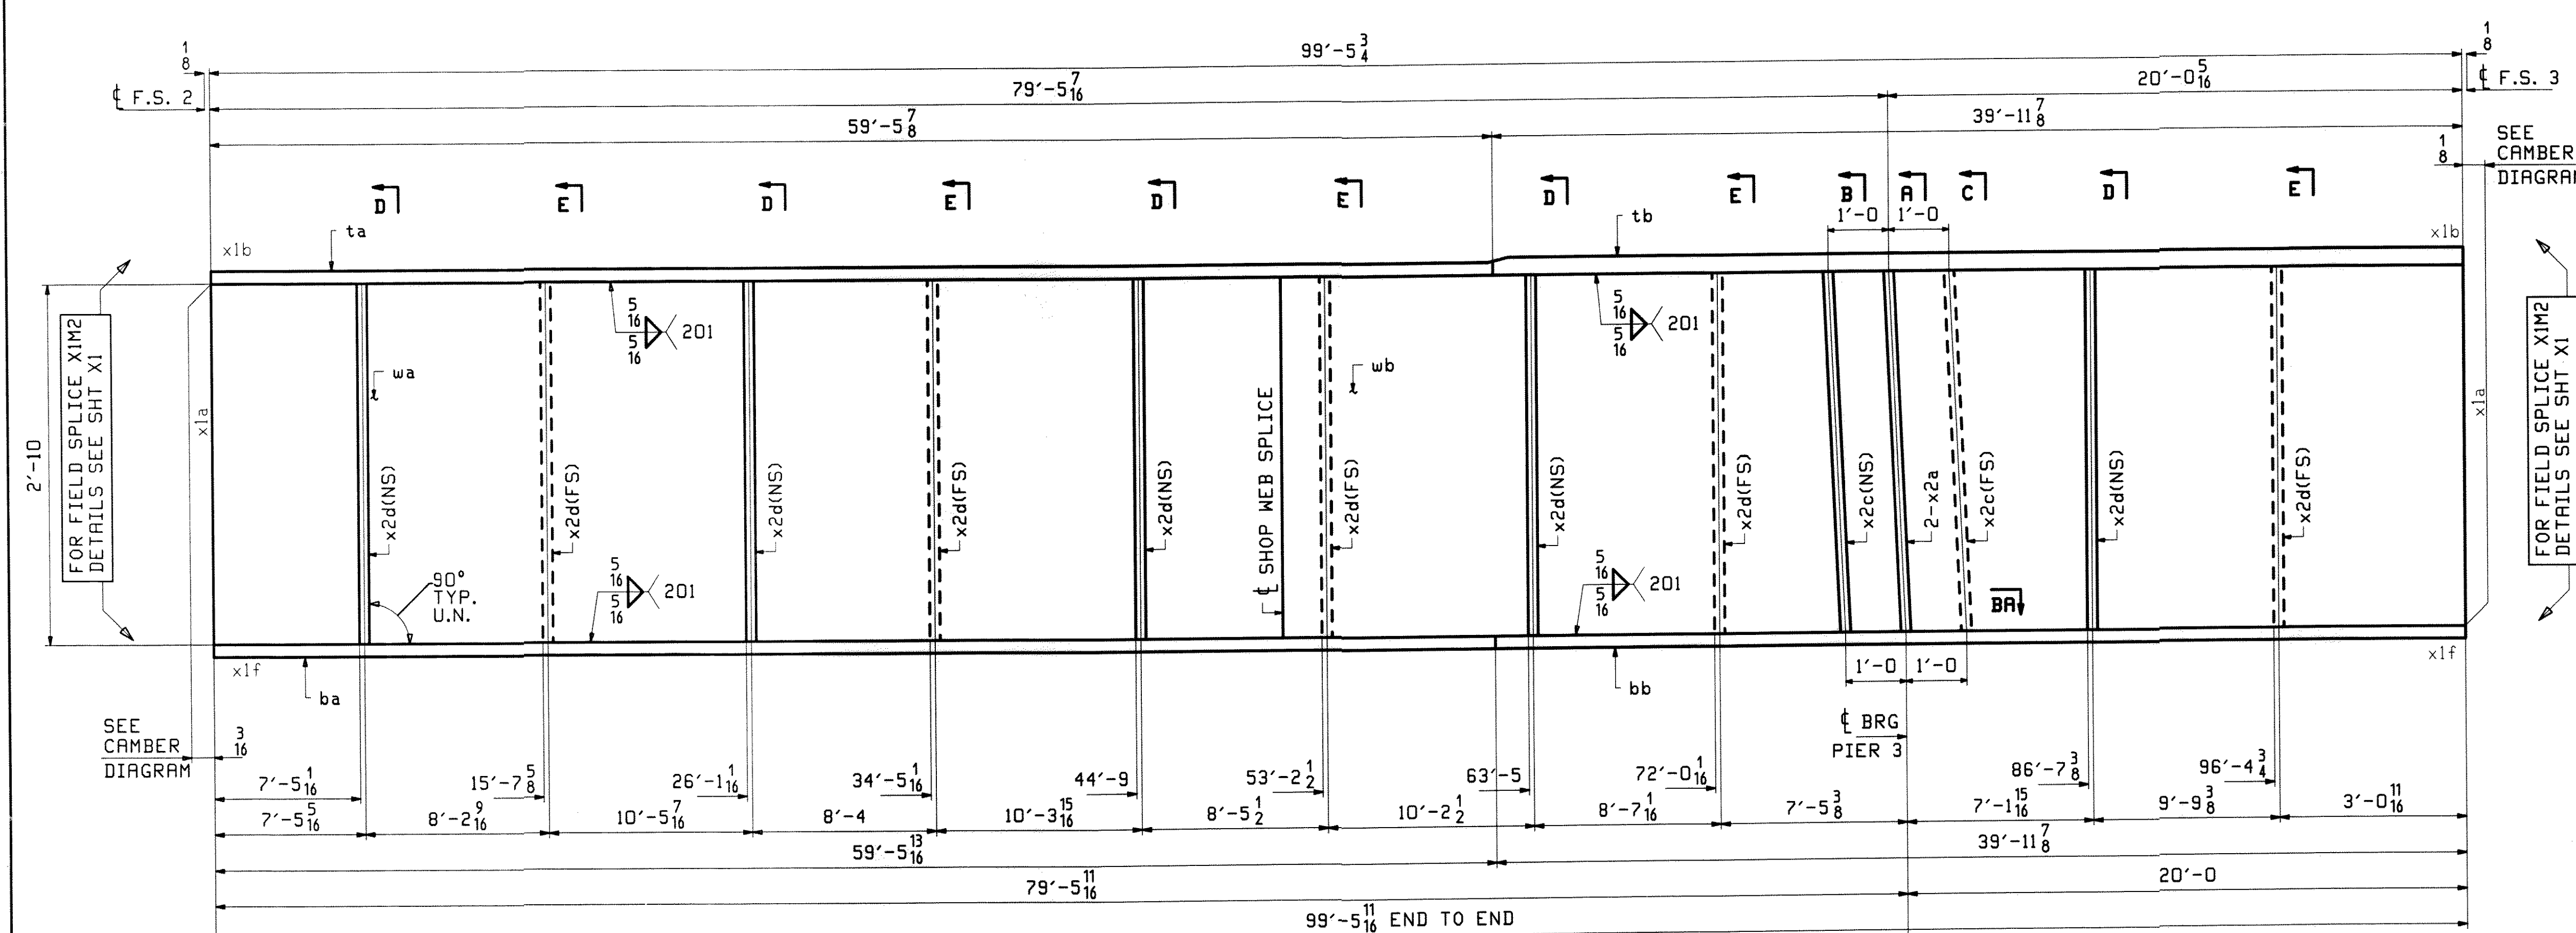 99'-5 3/4
1/8
1/8
℄ F.S. 2
79'-5 7/16
20'-0 5/16
℄ F.S. 3
59'-5 7/8
39'-11 7/8
1/8
SEE
CAMBER
DIAGRAM
D
E
D
E
D
E
D
E
B
A
C
D
E
1'-0
1'-0
ta
tb
x1b
x1b
5/16
5/16
201
5/16
5/16
201
wa
wb
2'-10
FOR FIELD SPLICE X1M2
DETAILS SEE SHT X1
x1a
x2d(NS)
x2d(FS)
x2d(NS)
x2d(FS)
x2d(NS)
℄ SHOP WEB SPLICE
x2d(FS)
x2d(NS)
x2d(FS)
x2c(NS)
2-x2a
x2c(FS)
x2d(NS)
x2d(FS)
x1a
FOR FIELD SPLICE X1M2
DETAILS SEE SHT X1
90°
TYP.
U.N.
5/16
5/16
201
5/16
5/16
201
BA
x1f
x1f
ba
bb
1'-0
1'-0
℄ BRG
PIER 3
SEE
CAMBER
DIAGRAM
3/16
7'-5 1/16
15'-7 5/8
26'-1 1/16
34'-5 1/16
44'-9
53'-2 1/2
63'-5
72'-0 1/16
86'-7 3/8
96'-4 3/4
7'-5 5/16
8'-2 9/16
10'-5 7/16
8'-4
10'-3 15/16
8'-5 1/2
10'-2 1/2
8'-7 1/16
7'-5 3/8
7'-1 15/16
9'-9 3/8
3'-0 11/16
59'-5 13/16
39'-11 7/8
79'-5 11/16
20'-0
99'-5 11/16 END TO END